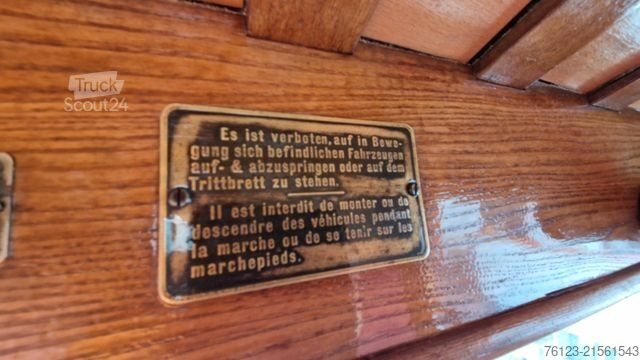 Truck
Scout24
Es ist verboten, auf in Bewe-
gung sich befindlichen Fahrzeugen
auf- & abzuspringen oder auf dem
Trittbrett zu stehen.
Il est interdit de monter ou de
descendre des véhicules pendant
la marche ou de se tenir sur les
marchepieds.
76123-21561543